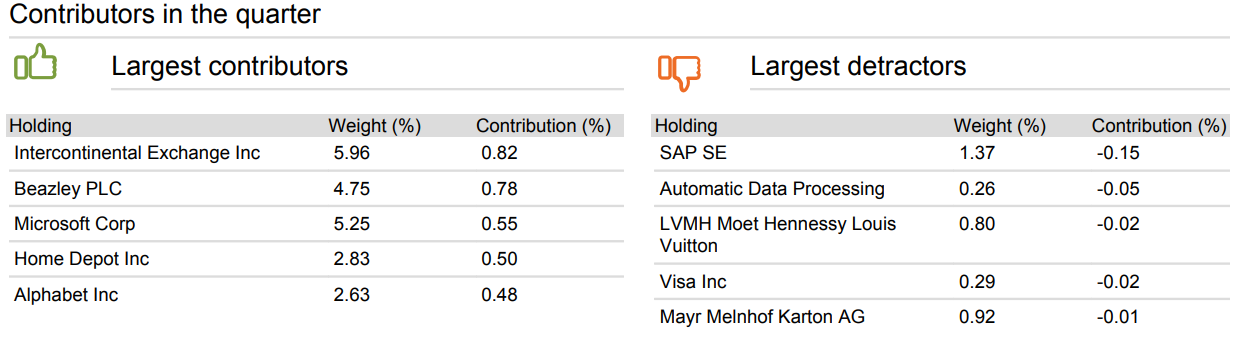 Contributors in the quarter
Largest contributors
Holding Weight (%) Contribution (%)
Intercontinental Exchange Inc 5.96 0.82
Beazley PLC 4.75 0.78
Microsoft Corp 5.25 0.55
Home Depot Inc 2.83 0.50
Alphabet Inc 2.63 0.48
Largest detractors
Holding Weight (%) Contribution (%)
SAP SE 1.37 -0.15
Automatic Data Processing 0.26 -0.05
LVMH Moet Hennessy Louis 0.80 -0.02
Vuitton
Visa Inc 0.29 -0.02
Mayr Melnhof Karton AG 0.92 -0.01